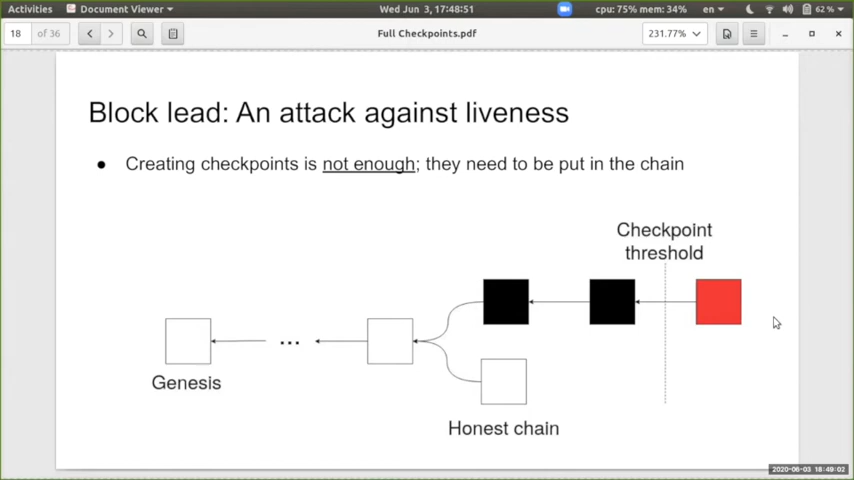 Activities Document Viewer Wed Jun 3, 17:48:51 cpu: 75% mem: 34% en 62 %
18 of 36 Full Checkpoints.pdf 231.77%
Block lead: An attack against liveness
● Creating checkpoints is not enough; they need to be put in the chain
Checkpoint
threshold
...
Genesis
Honest chain
2020-06-03 18:49:02